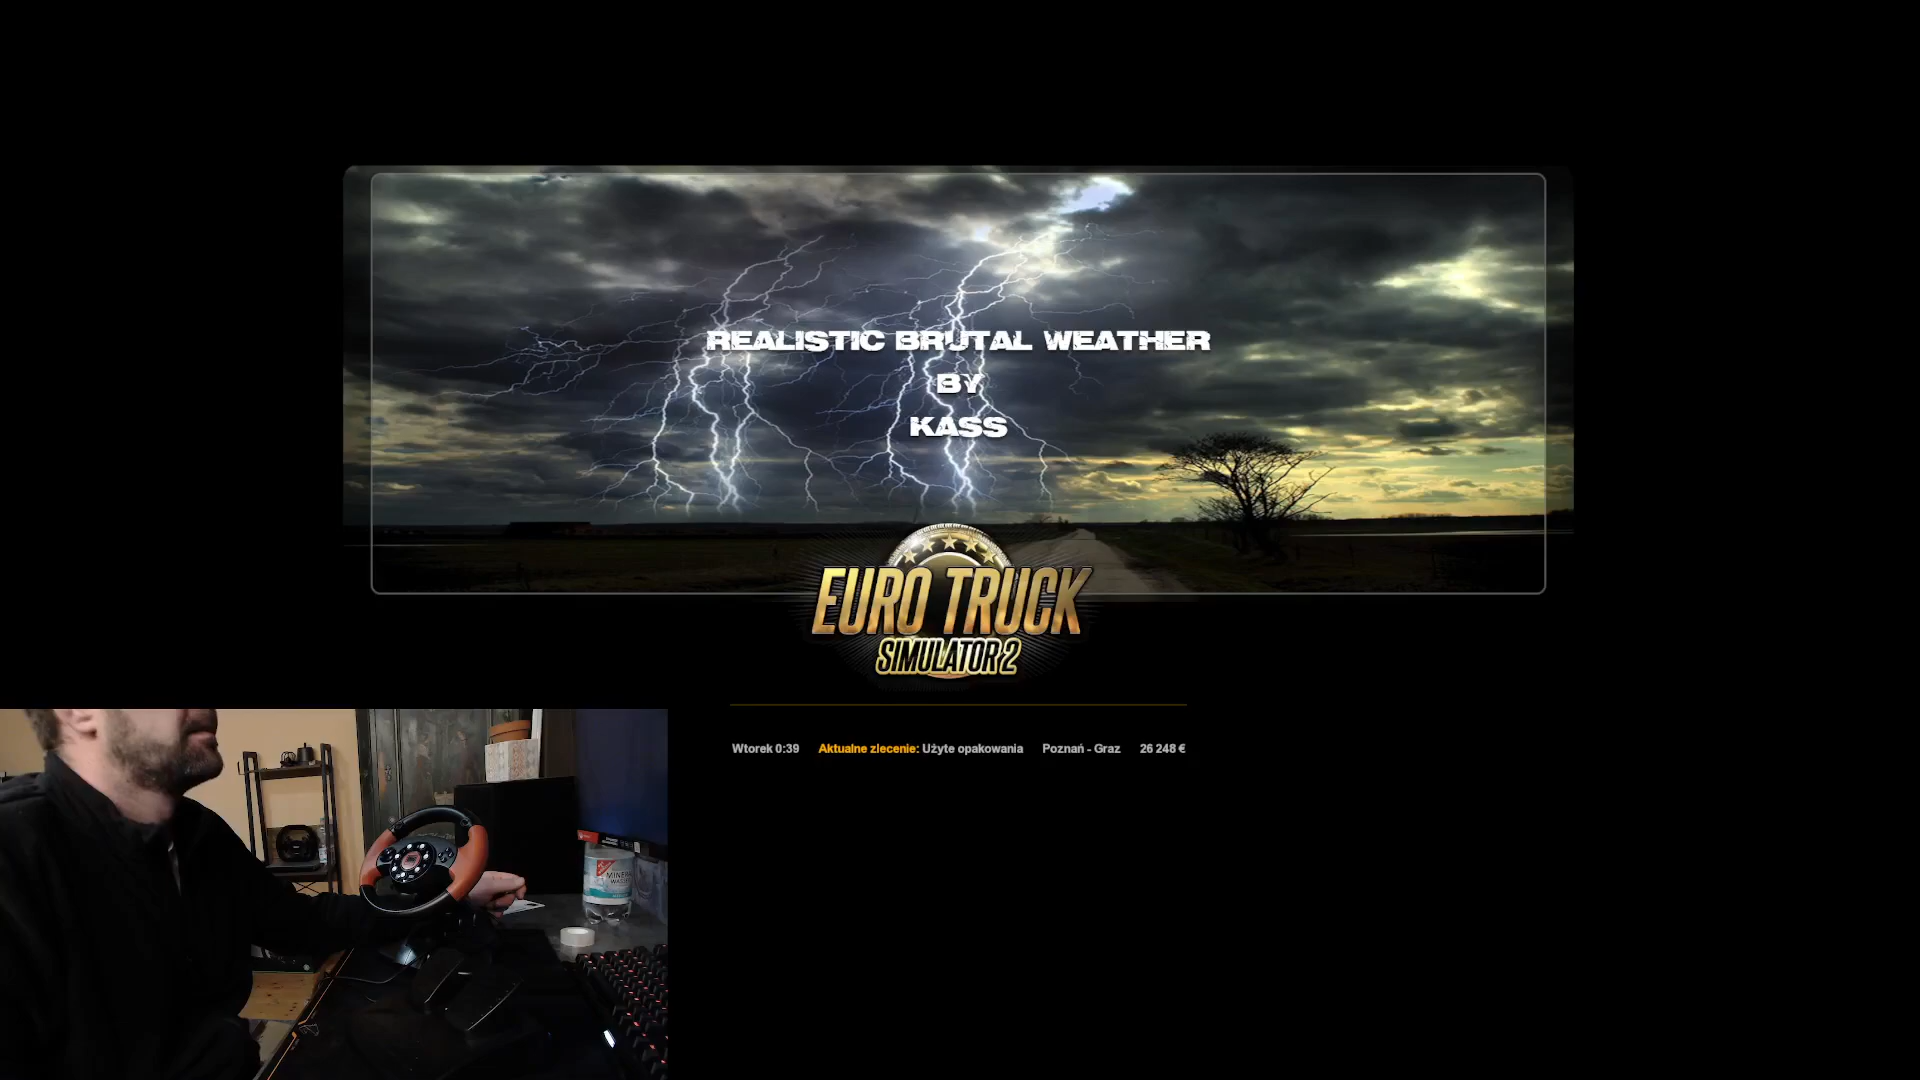 REALISTIC BRUTAL WEATHER
BY
KASS
EURO TRUCK
SIMULATOR 2
Wtorek 0:39 Aktualne zlecenie: Użyte opakowania Poznań - Graz 26 248 €